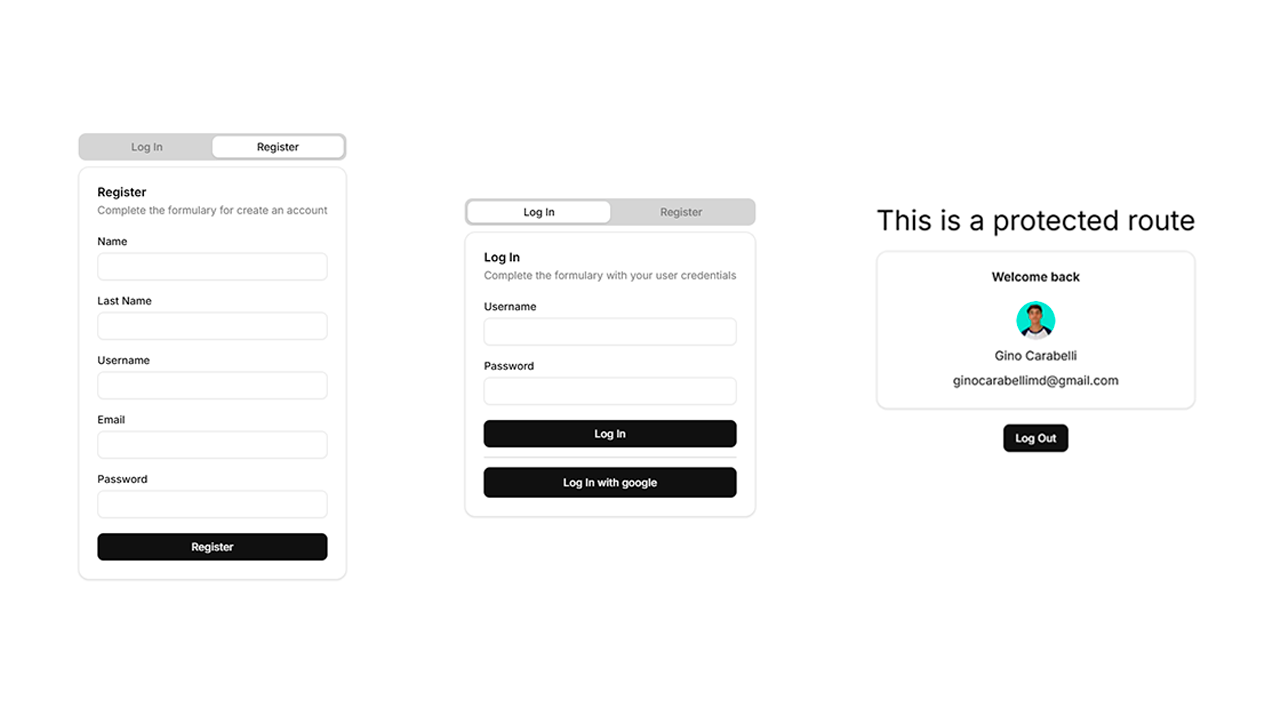 Log In
Register
Register
Complete the formulary for create an account
Name
Last Name
Username
Email
Password
Register
Log In
Register
Log In
Complete the formulary with your user credentials
Username
Password
Log In
Log In with google
This is a protected route
Welcome back
Gino Carabelli
ginocarabellimd@gmail.com
Log Out